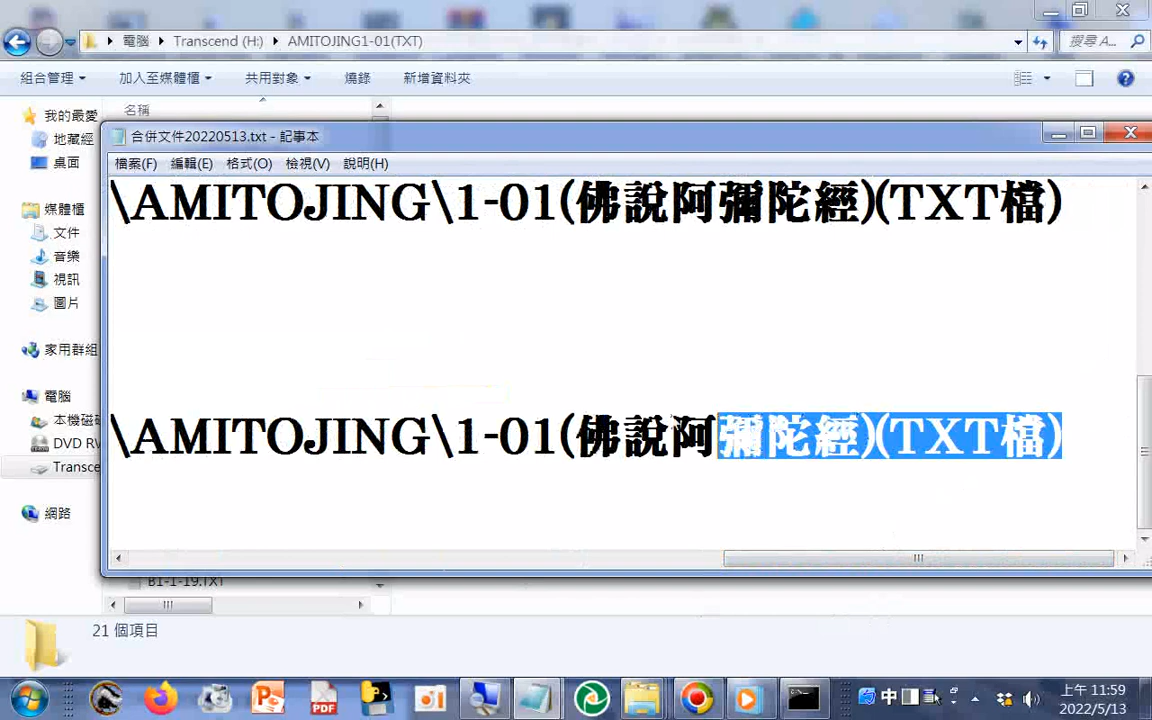 電腦 Transcend (H:) AMITOJING1-01(TXT)
搜尋 A...
組合管理 加入至媒體櫃 共用對象 燒錄 新增資料夾
我的最愛
地藏經
桌面
媒體櫃
文件
音樂
視訊
圖片
家用群組
電腦
本機磁碟
DVD RV
Transce
網路
名稱
合併文件20220513.txt - 記事本
檔案(F) 編輯(E) 格式(O) 檢視(V) 說明(H)
\AMITOJING\1-01(佛說阿彌陀經)(TXT檔)
\AMITOJING\1-01(佛說阿彌陀經)(TXT檔)
B1-1-19.TXT
21 個項目
PDF
中
上午 11:59
2022/5/13